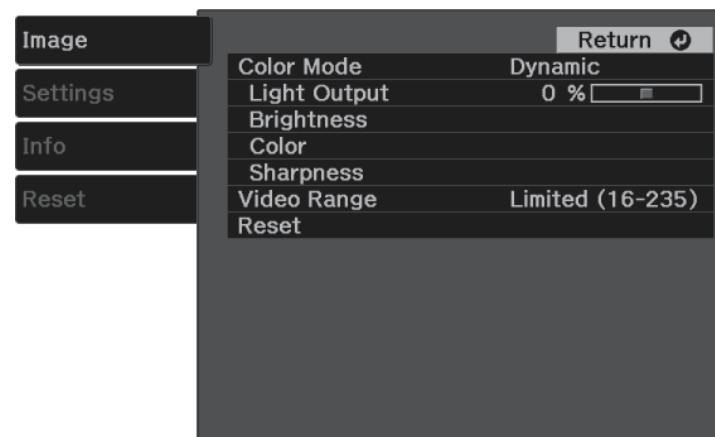 Image
Settings
Info
Reset
Return
Color Mode Dynamic
Light Output 0 %
Brightness
Color
Sharpness
Video Range Limited (16-235)
Reset